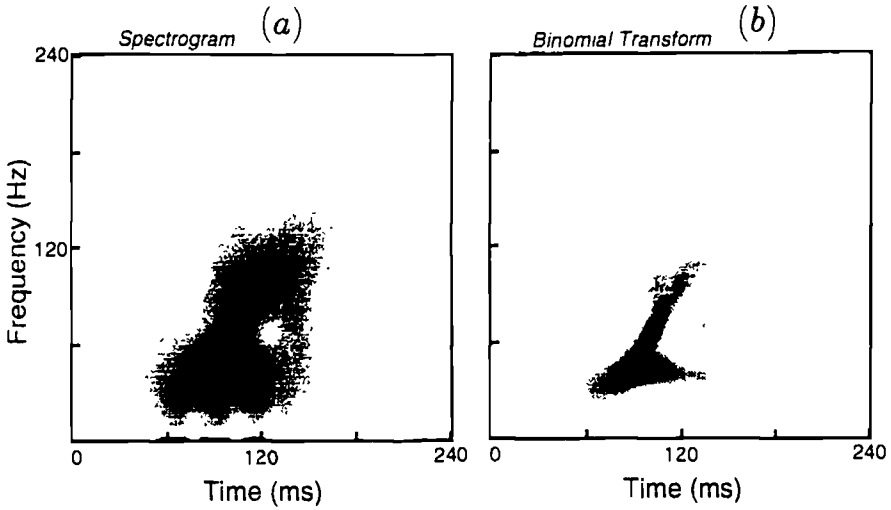 Spectrogram (a)
240
120
Frequency (Hz)
0 120 240
Time (ms)
Binomial Transform (b)
0 120 240
Time (ms)